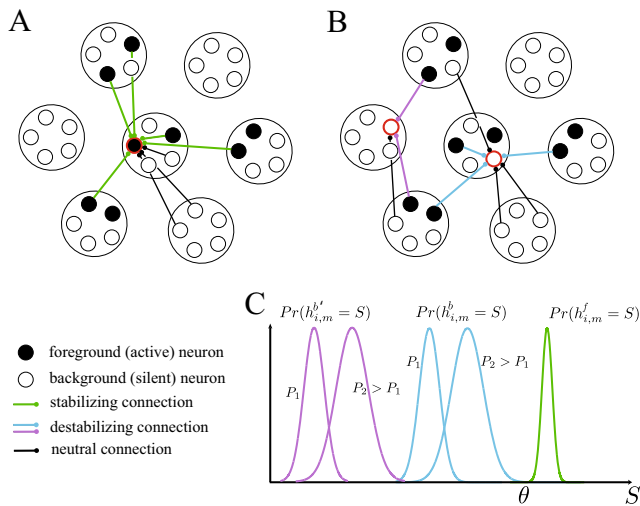 A
B
C
Pr(h^{b'}_{i,m} = S)
Pr(h^{b}_{i,m} = S)
Pr(h^{f}_{i,m} = S)
P_1
P_2 > P_1
P_1
P_2 > P_1
θ
S
foreground (active) neuron
background (silent) neuron
stabilizing connection
destabilizing connection
neutral connection